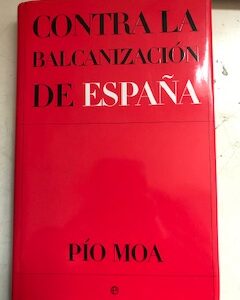 CONTRA LA
BALCANIZACIÓN
DE ESPAÑA
PÍO MOA